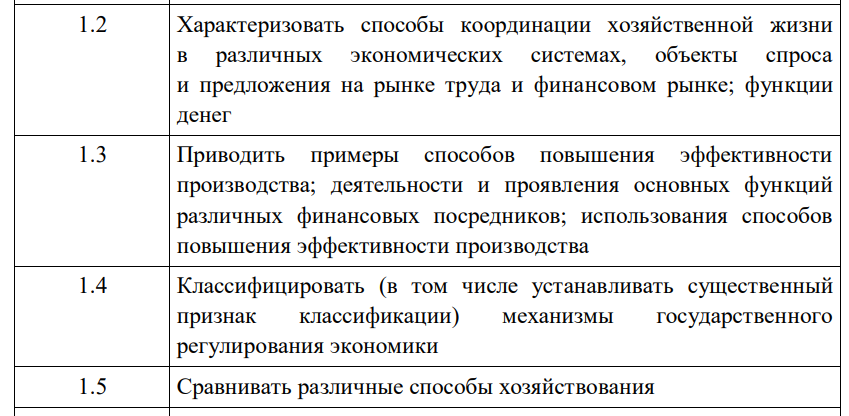 1.2
Характеризовать способы координации хозяйственной жизни
в различных экономических системах, объекты спроса
и предложения на рынке труда и финансовом рынке; функции
денег
1.3
Приводить примеры способов повышения эффективности
производства; деятельности и проявления основных функций
различных финансовых посредников; использования способов
повышения эффективности производства
1.4
Классифицировать (в том числе устанавливать существенный
признак классификации) механизмы государственного
регулирования экономики
1.5
Сравнивать различные способы хозяйствования